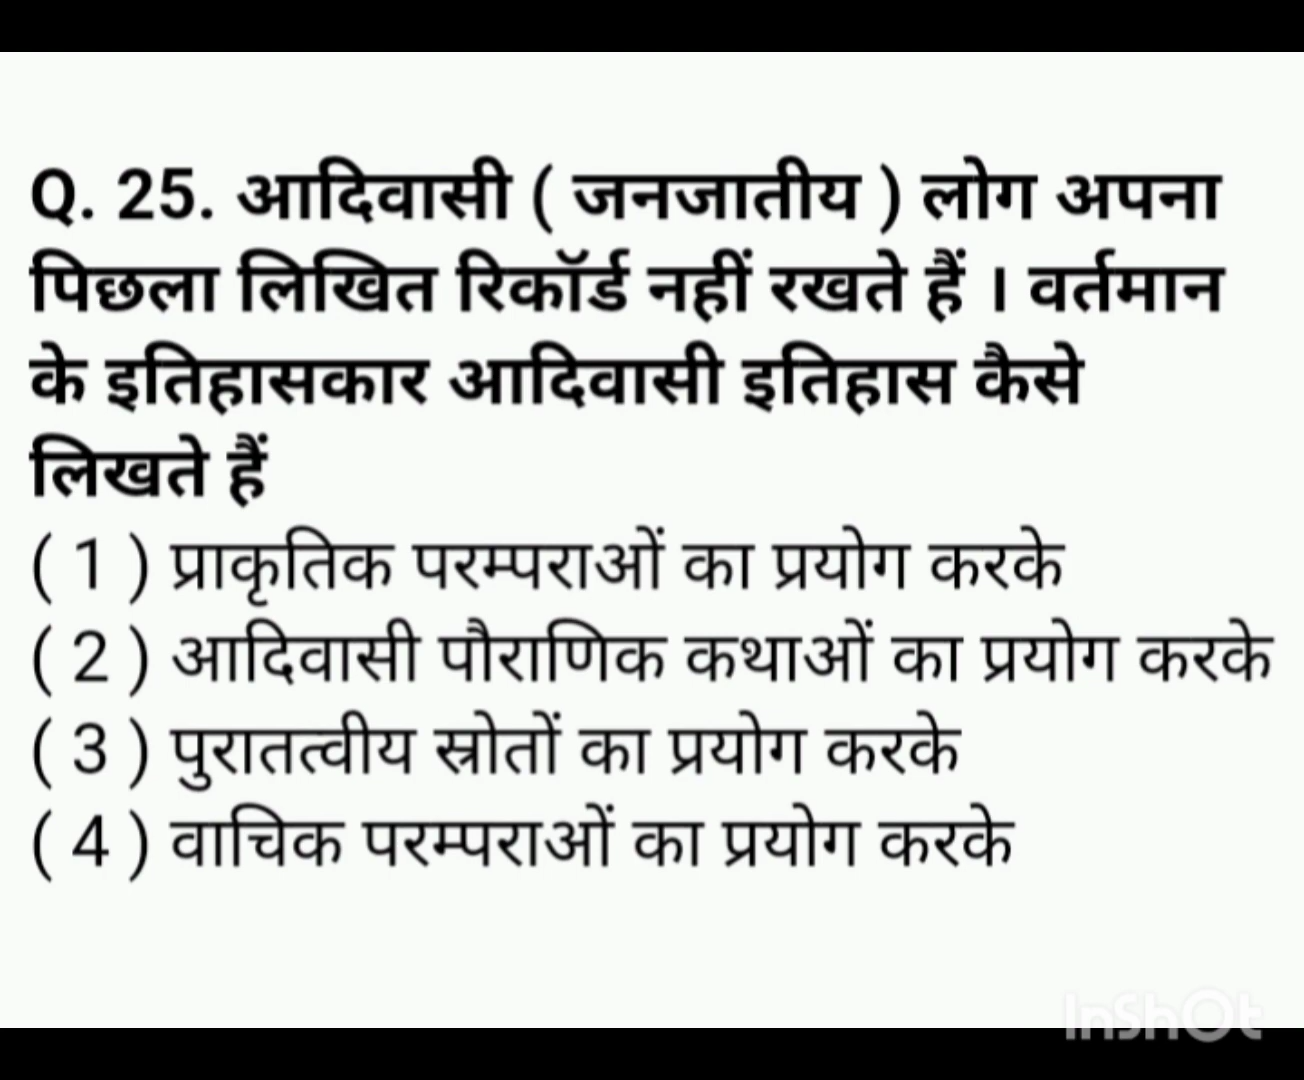 Q. 25. आदिवासी ( जनजातीय ) लोग अपना
पिछला लिखित रिकॉर्ड नहीं रखते हैं । वर्तमान
के इतिहासकार आदिवासी इतिहास कैसे
लिखते हैं
( 1 ) प्राकृतिक परम्पराओं का प्रयोग करके
( 2 ) आदिवासी पौराणिक कथाओं का प्रयोग करके
( 3 ) पुरातत्वीय स्रोतों का प्रयोग करके
( 4 ) वाचिक परम्पराओं का प्रयोग करके
InShOt